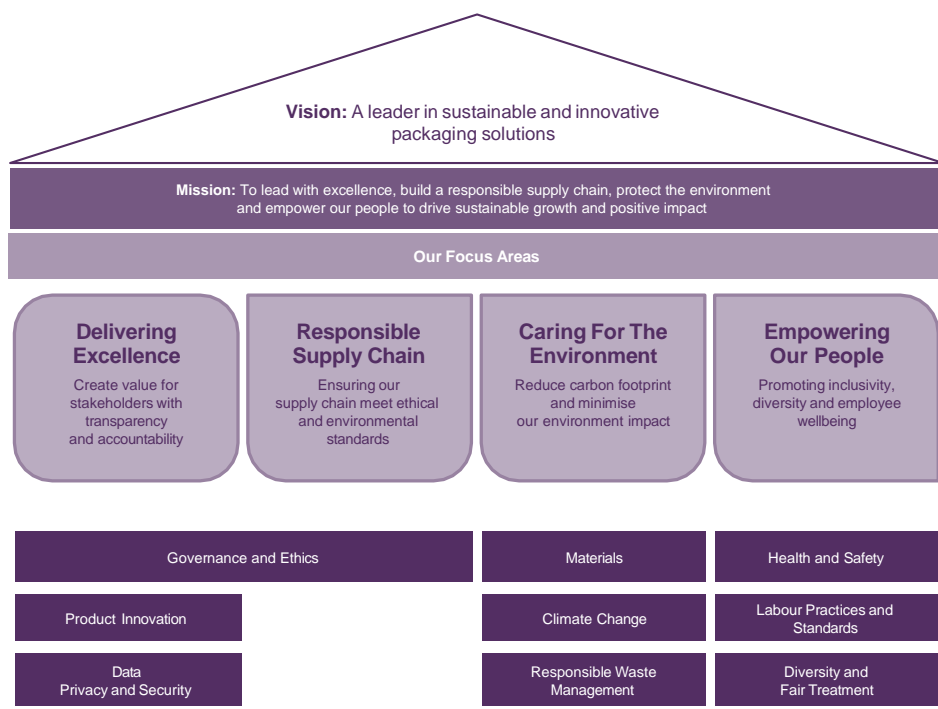 Vision: A leader in sustainable and innovative
packaging solutions
Mission: To lead with excellence, build a responsible supply chain, protect the environment
and empower our people to drive sustainable growth and positive impact
Our Focus Areas
Delivering
Excellence
Create value for
stakeholders with
transparency
and accountability
Responsible
Supply Chain
Ensuring our
supply chain meet ethical
and environmental
standards
Caring For The
Environment
Reduce carbon footprint
and minimise
our environment impact
Empowering
Our People
Promoting inclusivity,
diversity and employee
wellbeing
Governance and Ethics
Materials
Health and Safety
Product Innovation
Climate Change
Labour Practices and
Standards
Data
Privacy and Security
Responsible Waste
Management
Diversity and
Fair Treatment